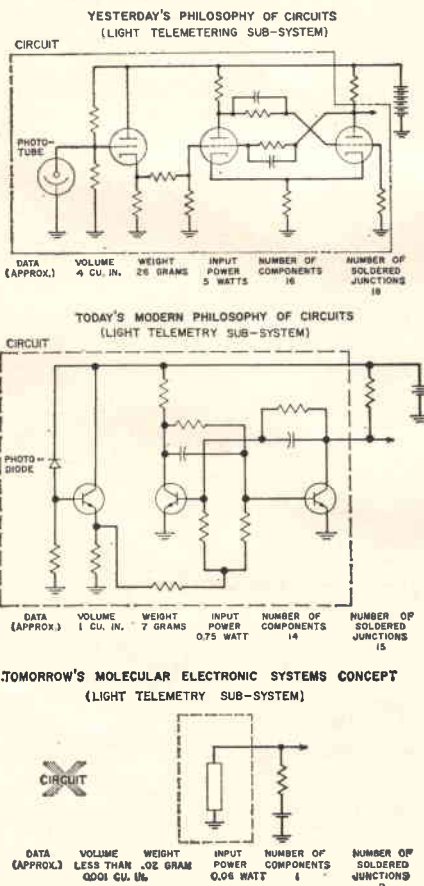 YESTERDAY'S PHILOSOPHY OF CIRCUITS
(LIGHT TELEMETERING SUB-SYSTEM)
CIRCUIT
PHOTO-
TUBE
DATA VOLUME WEIGHT INPUT NUMBER OF NUMBER OF
(APPROX.) 4 CU. IN. 26 GRAMS POWER COMPONENTS SOLDERED
5 WATTS 16 JUNCTIONS
18
TODAY'S MODERN PHILOSOPHY OF CIRCUITS
(LIGHT TELEMETRY SUB-SYSTEM)
CIRCUIT
PHOTO-
DIODE
DATA VOLUME WEIGHT INPUT NUMBER OF NUMBER OF
(APPROX.) 1 CU. IN. 7 GRAMS POWER COMPONENTS SOLDERED
0.75 WATT 14 JUNCTIONS
15
TOMORROW'S MOLECULAR ELECTRONIC SYSTEMS CONCEPT
(LIGHT TELEMETRY SUB-SYSTEM)
CIRCUIT
DATA VOLUME WEIGHT INPUT NUMBER OF NUMBER OF
(APPROX.) LESS THAN .02 GRAM POWER COMPONENTS SOLDERED
0.001 CU. IN. 0.06 WATT 1 JUNCTIONS